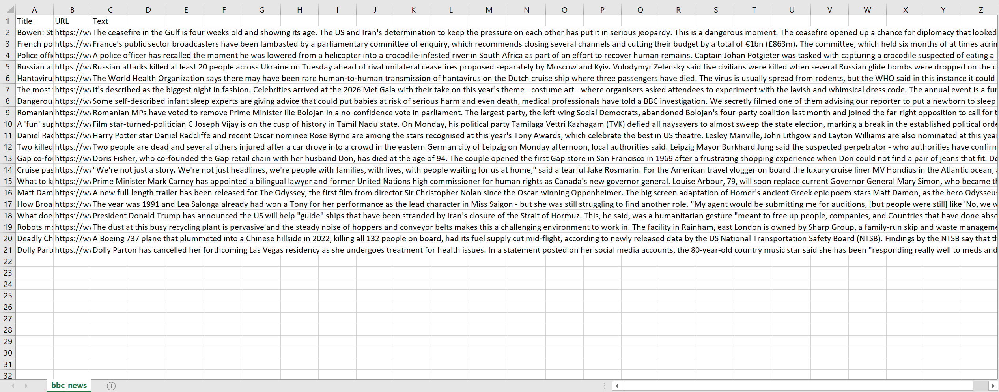 A B C D E F G H I J K L M N O P Q R S T U V W X Y Z
1 Title URL Text
2 Bowen: St https://w The ceasefire in the Gulf is four weeks old and showing its age. The US and Iran's determination to keep the pressure on each other has put it in serious jeopardy. This is a dangerous moment. The ceasefire opened up a chance for diplomacy that looked
3 French po https://w France's public sector broadcasters have been lambasted by a parliamentary committee of enquiry, which recommends closing several channels and cutting their budget by a total of €1bn (£863m). The committee, which held six months of at times acrim
4 Police offi https://w A police officer has recalled the moment he was lowered from a helicopter into a crocodile-infested river in South Africa as part of an effort to recover human remains. Captain Johan Potgieter was tasked with capturing a crocodile suspected of eating a
5 Russian at https://w Russian attacks killed at least 20 people across Ukraine on Tuesday ahead of rival unilateral ceasefires proposed separately by Moscow and Kyiv. Volodymyr Zelensky said five civilians were killed when several Russian glide bombs were dropped on the c
6 Hantaviru https://w The World Health Organization says there may have been rare human-to-human transmission of hantavirus on the Dutch cruise ship where three passengers have died. The virus is usually spread from rodents, but the WHO said in this instance it could
7 The most https://w It's described as the biggest night in fashion. Celebrities arrived at the 2026 Met Gala with their take on this year's theme - costume art - where organisers asked attendees to experiment with the lavish and whimsical dress code. The annual event is a fu
8 Dangerou https://w Some self-described infant sleep experts are giving advice that could put babies at risk of serious harm and even death, medical professionals have told a BBC investigation. We secretly filmed one of them advising our reporter to put a newborn to sleep
9 Romanian https://w Romanian MPs have voted to remove Prime Minister Ilie Bolojan in a no-confidence vote in parliament. The largest party, the left-wing Social Democrats, abandoned Bolojan's four-party coalition last month and joined the far-right opposition to call for t
10 A 'fun' sup https://w Film star-turned-politician C Joseph Vijay is on the cusp of history in Tamil Nadu state. On Monday, his political party Tamilaga Vettri Kazhagam (TVK) defied all naysayers to almost sweep the state election, marking a break in the established political orde
11 Daniel Rad https://w Harry Potter star Daniel Radcliffe and recent Oscar nominee Rose Byrne are among the stars recognised at this year's Tony Awards, which celebrate the best in US theatre. Lesley Manville, John Lithgow and Layton Williams are also nominated at this year
12 Two killed https://w Two people are dead and several others injured after a car drove into a crowd in the eastern German city of Leipzig on Monday afternoon, local authorities said. Leipzig Mayor Burkhard Jung said the suspected perpetrator - who authorities have confirm
13 Gap co-fou https://w Doris Fisher, who co-founded the Gap retail chain with her husband Don, has died at the age of 94. The couple opened the first Gap store in San Francisco in 1969 after a frustrating shopping experience when Don could not find a pair of jeans that fit. Do
14 Cruise pas https://w "We're not just a story. We're not just headlines, we're people with families, with lives, with people waiting for us at home," said a tearful Jake Rosmarin. For the American travel vlogger on board the luxury cruise liner MV Hondius in the Atlantic ocean,
15 What to k https://w Prime Minister Mark Carney has appointed a bilingual lawyer and former United Nations high commissioner for human rights as Canada's new governor general. Louise Arbour, 79, will soon replace current Governor General Mary Simon, who became th
16 Matt Dam https://w A new full-length trailer has been released for The Odyssey, the first film from director Sir Christopher Nolan since the Oscar-winning Oppenheimer. The big screen adaptation of Homer's ancient Greek epic poem stars Matt Damon, as the hero Odysseus
17 How Broa https://w The year was 1991 and Lea Salonga already had won a Tony for her performance as the lead character in Miss Saigon - but she was still struggling to find another role. "My agent would be submitting me for auditions, [but people were still] like 'No, we w
18 What doe https://w President Donald Trump has announced the US will help "guide" ships that have been stranded by Iran's closure of the Strait of Hormuz. This, he said, was a humanitarian gesture "meant to free up people, companies, and Countries that have done abso
19 Robots mo https://w The dust at this busy recycling plant is pervasive and the steady noise of hoppers and conveyor belts makes this a challenging environment to work in. The facility in Rainham, east London is owned by Sharp Group, a family-run skip and waste manageme
20 Deadly Ch https://w A Boeing 737 plane that plummeted into a Chinese hillside in 2022, killing all 132 people on board, had its fuel supply cut mid-flight, according to newly released data by the US National Transportation Safety Board (NTSB). Findings by the NTSB say that th
21 Dolly Parto https://w Dolly Parton has cancelled her forthcoming Las Vegas residency as she undergoes treatment for health issues. In a statement posted on her social media accounts, the 80-year-old country music star said she has been "responding really well to meds and
22
23
24
25
26
27
28
29
30
31
32
bbc_news